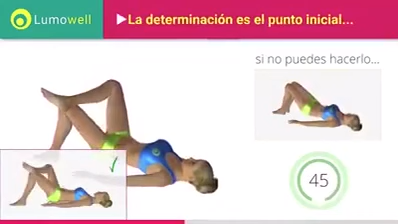 Lumowell
La determinación es el punto inicial...
si no puedes hacerlo...
45